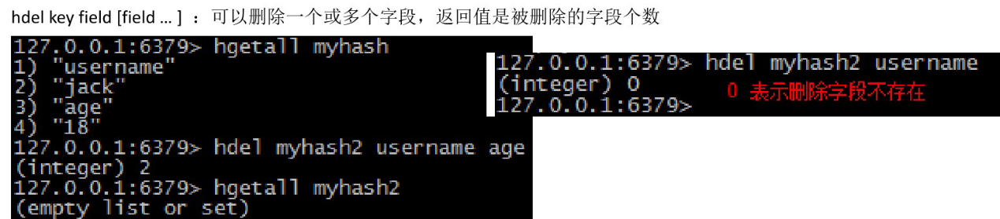 hdel key field [field … ] ：可以删除一个或多个字段，返回值是被删除的字段个数
127.0.0.1:6379> hgetall myhash
1) "username"
2) "jack"
3) "age"
4) "18"
127.0.0.1:6379> hdel myhash2 username age
(integer) 2
127.0.0.1:6379> hgetall myhash2
(empty list or set)
127.0.0.1:6379> hdel myhash2 username
(integer) 0 0 表示删除字段不存在
127.0.0.1:6379>